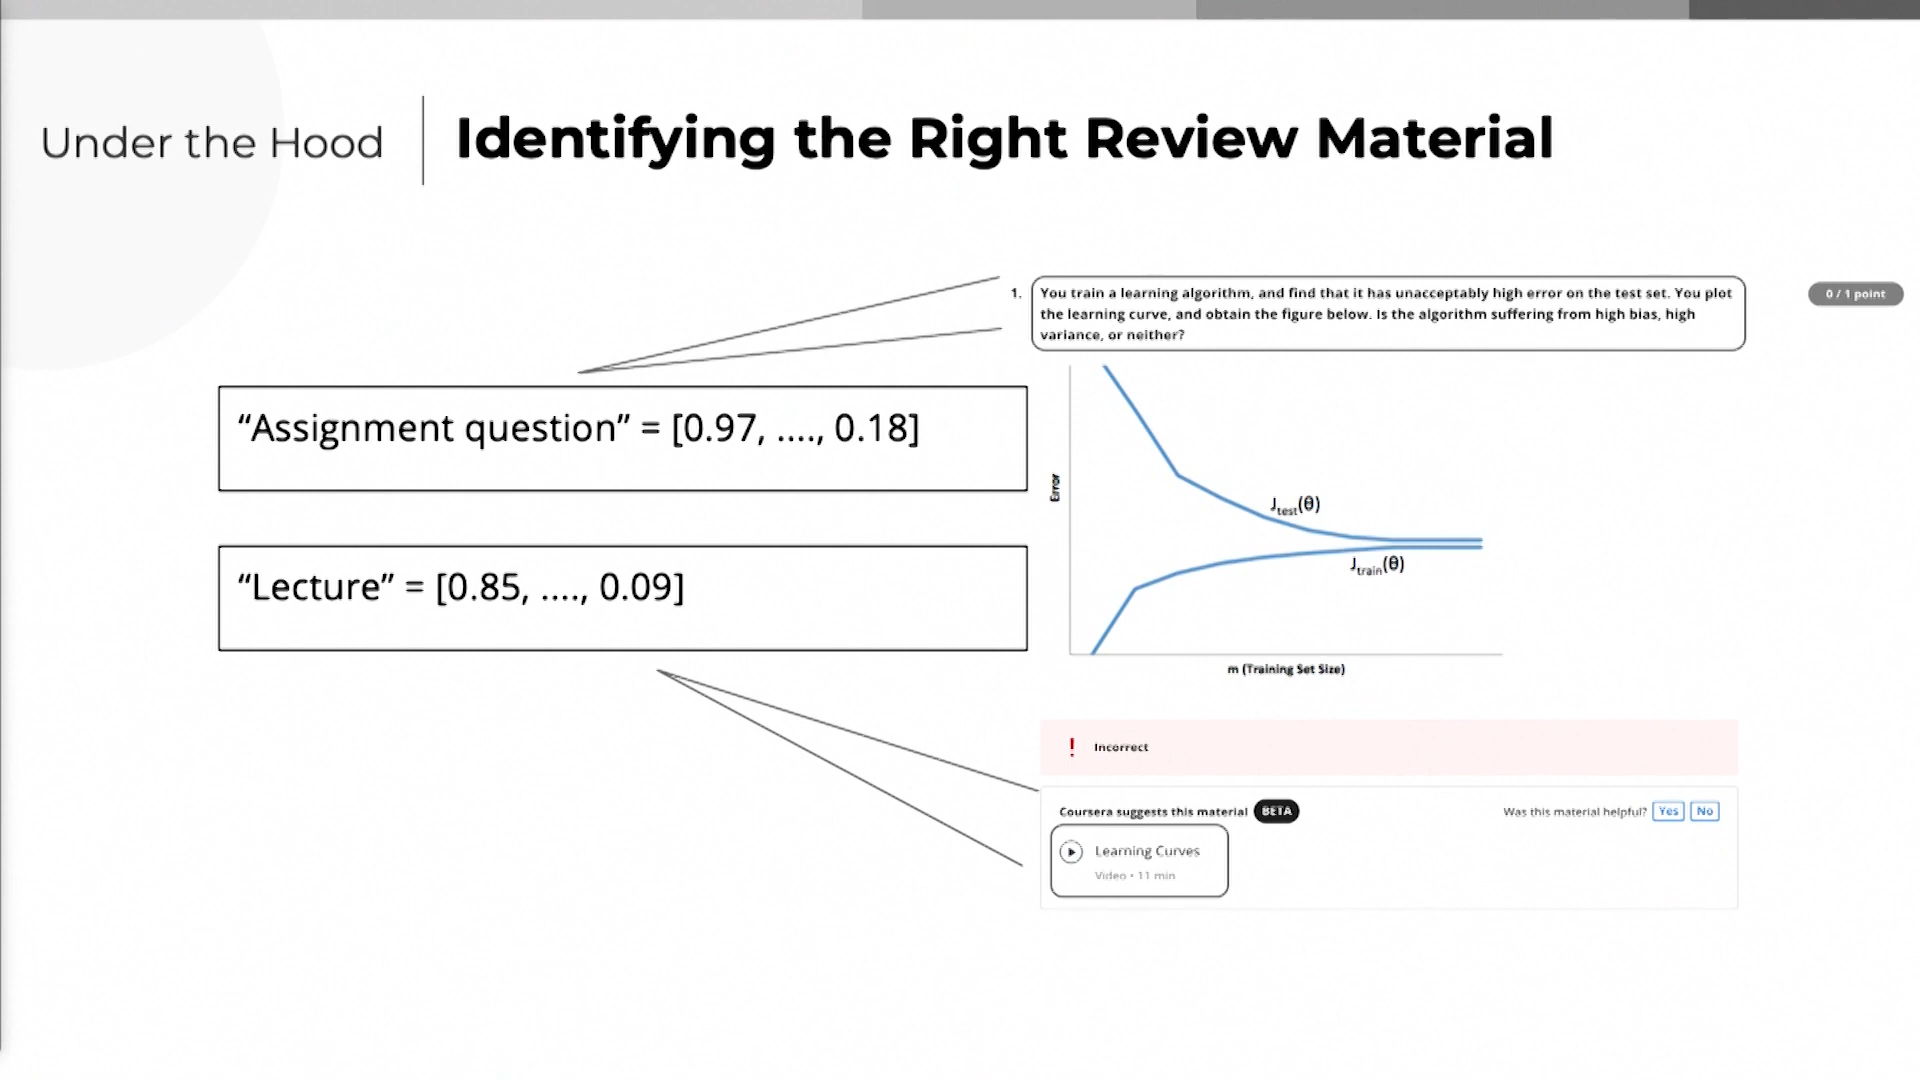 Under the Hood
Identifying the Right Review Material
1.
You train a learning algorithm, and find that it has unacceptably high error on the test set. You plot
the learning curve, and obtain the figure below. Is the algorithm suffering from high bias, high
variance, or neither?
0 / 1 point
“Assignment question” = [0.97, ...., 0.18]
“Lecture” = [0.85, ...., 0.09]
Error
Jtest(θ)
Jtrain(θ)
m (Training Set Size)
! Incorrect
Coursera suggests this material BETA
Was this material helpful? Yes No
Learning Curves
Video • 11 min